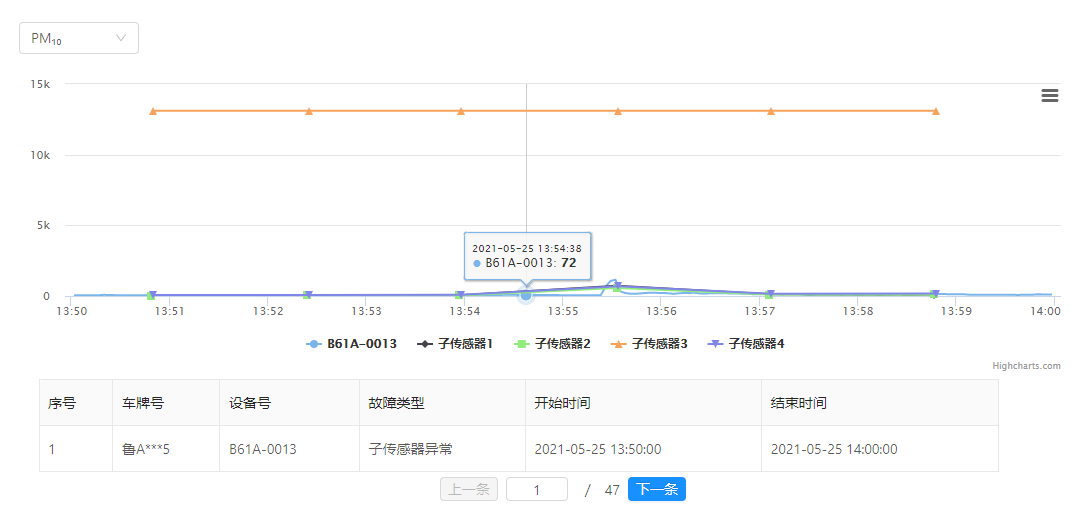 PM₁₀
15k
10k
5k
0
2021-05-25 13:54:38
B61A-0013: 72
13:50 13:51 13:52 13:53 13:54 13:55 13:56 13:57 13:58 13:59 14:00
B61A-0013 子传感器1 子传感器2 子传感器3 子传感器4
Highcharts.com
序号 车牌号 设备号 故障类型 开始时间 结束时间
1 鲁A***5 B61A-0013 子传感器异常 2021-05-25 13:50:00 2021-05-25 14:00:00
上一条 1 / 47 下一条